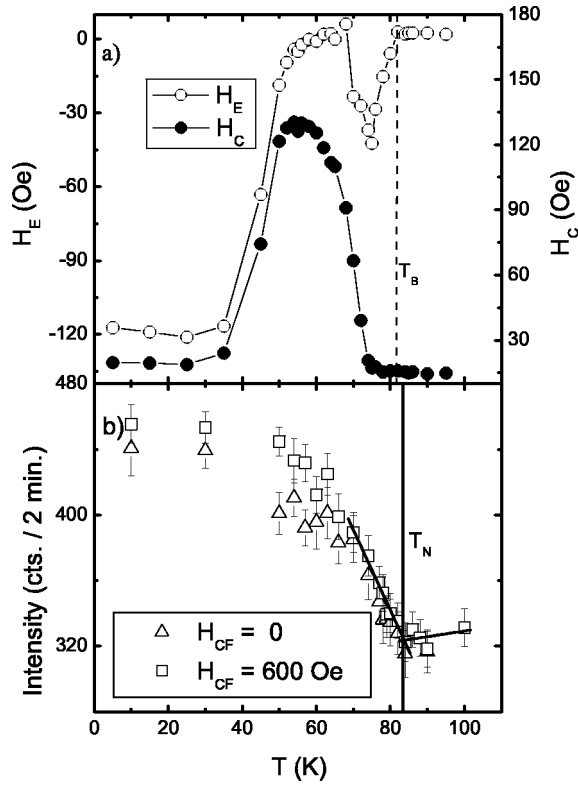 a)
0
-30
-60
-90
-120
H_E (Oe)
180
150
120
90
60
30
H_C (Oe)
H_E
H_C
T_B
b)
480
400
320
Intensity (cts. / 2 min.)
T_N
H_CF = 0
H_CF = 600 Oe
0 20 40 60 80 100
T (K)